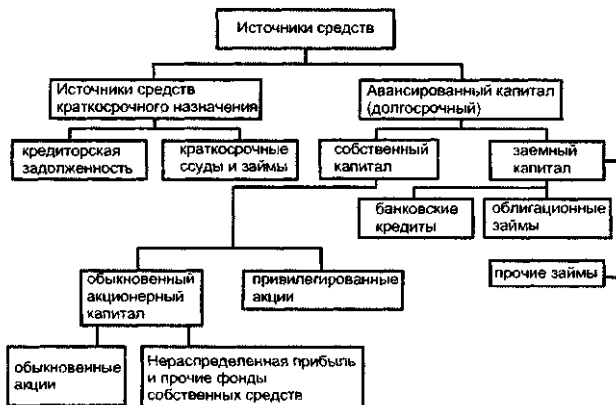 Источники средств
Источники средств
краткосрочного назначения
Авансированный капитал
(долгосрочный)
кредиторская
задолженность
краткосрочные
ссуды и займы
собственный
капитал
заемный
капитал
банковские
кредиты
облигационные
займы
обыкновенный
акционерный
капитал
привилегированные
акции
прочие займы
обыкновенные
акции
Нераспределенная прибыль
и прочие фонды
собственных средств